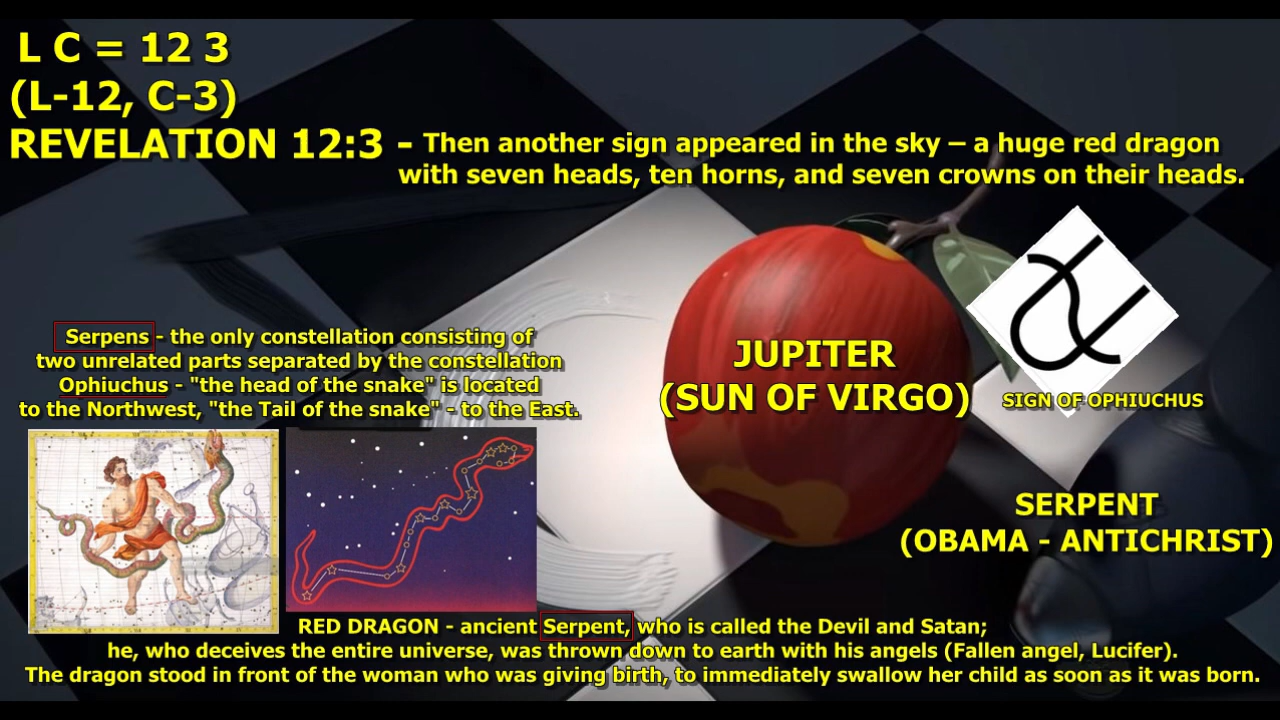 L C = 12 3
(L-12, C-3)
REVELATION 12:3 - Then another sign appeared in the sky – a huge red dragon
with seven heads, ten horns, and seven crowns on their heads.
Serpens - the only constellation consisting of
two unrelated parts separated by the constellation
Ophiuchus - "the head of the snake" is located
to the Northwest, "the Tail of the snake" - to the East.
JUPITER
(SUN OF VIRGO)
SIGN OF OPHIUCHUS
SERPENT
(OBAMA - ANTICHRIST)
RED DRAGON - ancient Serpent, who is called the Devil and Satan;
he, who deceives the entire universe, was thrown down to earth with his angels (Fallen angel, Lucifer).
The dragon stood in front of the woman who was giving birth, to immediately swallow her child as soon as it was born.